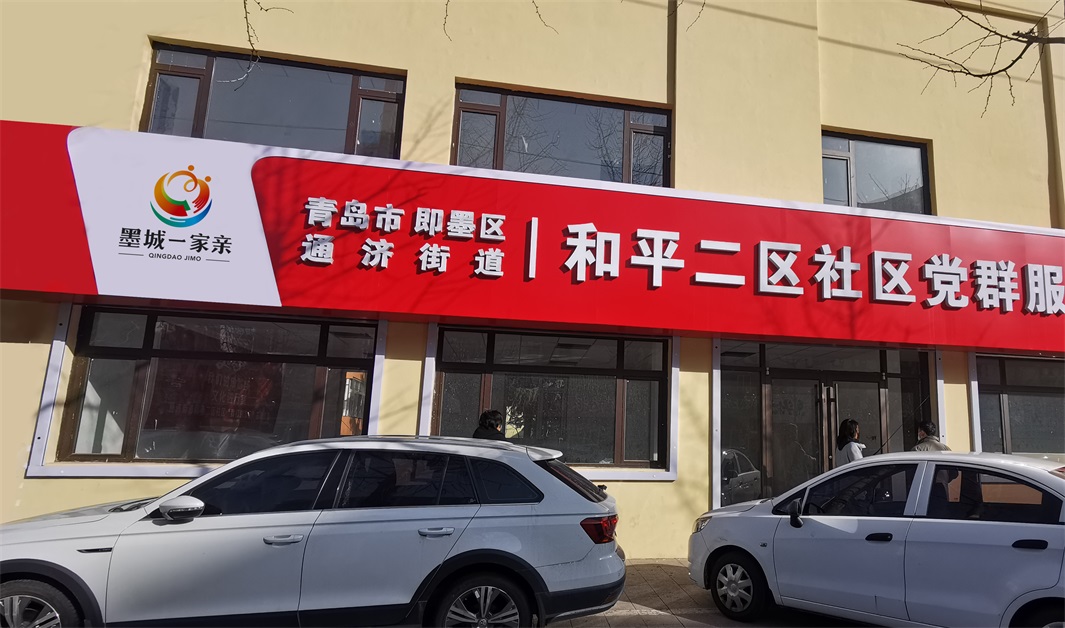 墨城一家亲
QINGDAO JIMO
青岛市 即墨区
通济街道
和平二区社区党群服